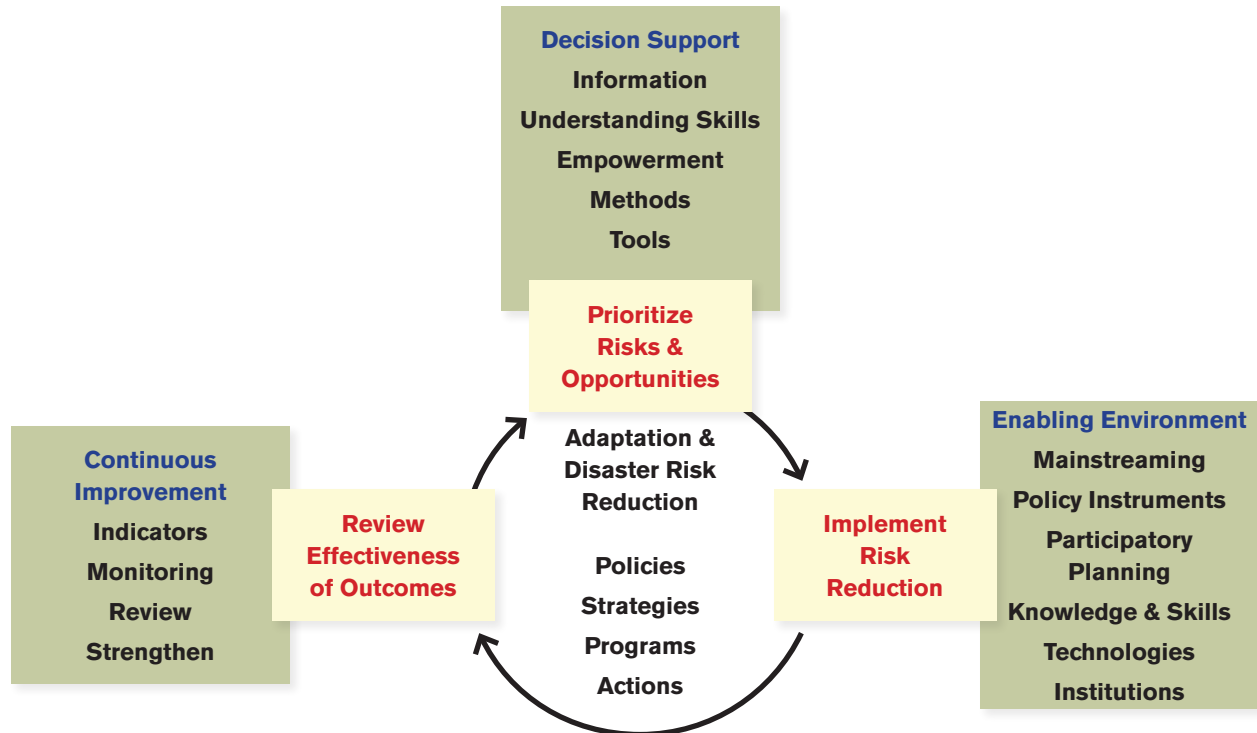 Decision Support
Information
Understanding Skills
Empowerment
Methods
Tools
Prioritize
Risks &
Opportunities
Adaptation &
Disaster Risk
Reduction
Policies
Strategies
Programs
Actions
Continuous
Improvement
Indicators
Monitoring
Review
Strengthen
Review
Effectiveness
of Outcomes
Implement
Risk
Reduction
Enabling Environment
Mainstreaming
Policy Instruments
Participatory
Planning
Knowledge & Skills
Technologies
Institutions